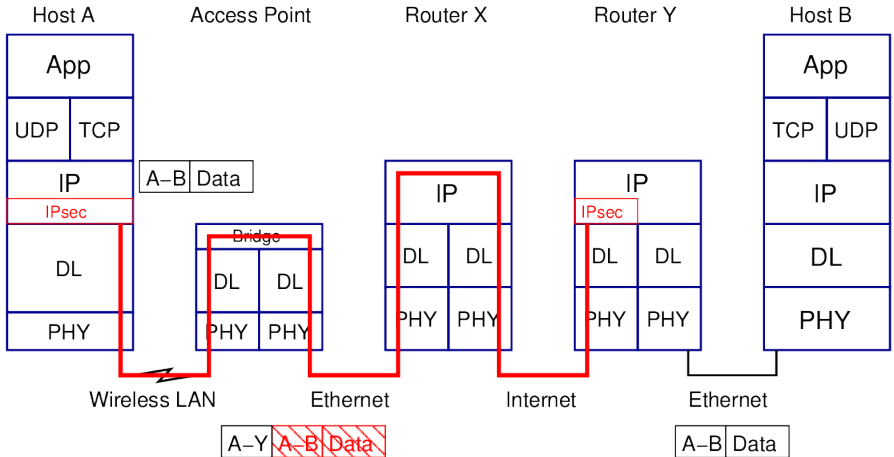 Host A Access Point Router X Router Y Host B
App App
UDP TCP TCP UDP
IP A−B Data IP IP IP
IPsec IPsec
Bridge
DL DL DL DL DL DL DL DL
PHY PHY PHY PHY PHY PHY PHY PHY
Wireless LAN Ethernet Internet Ethernet
A−Y A−B Data A−B Data